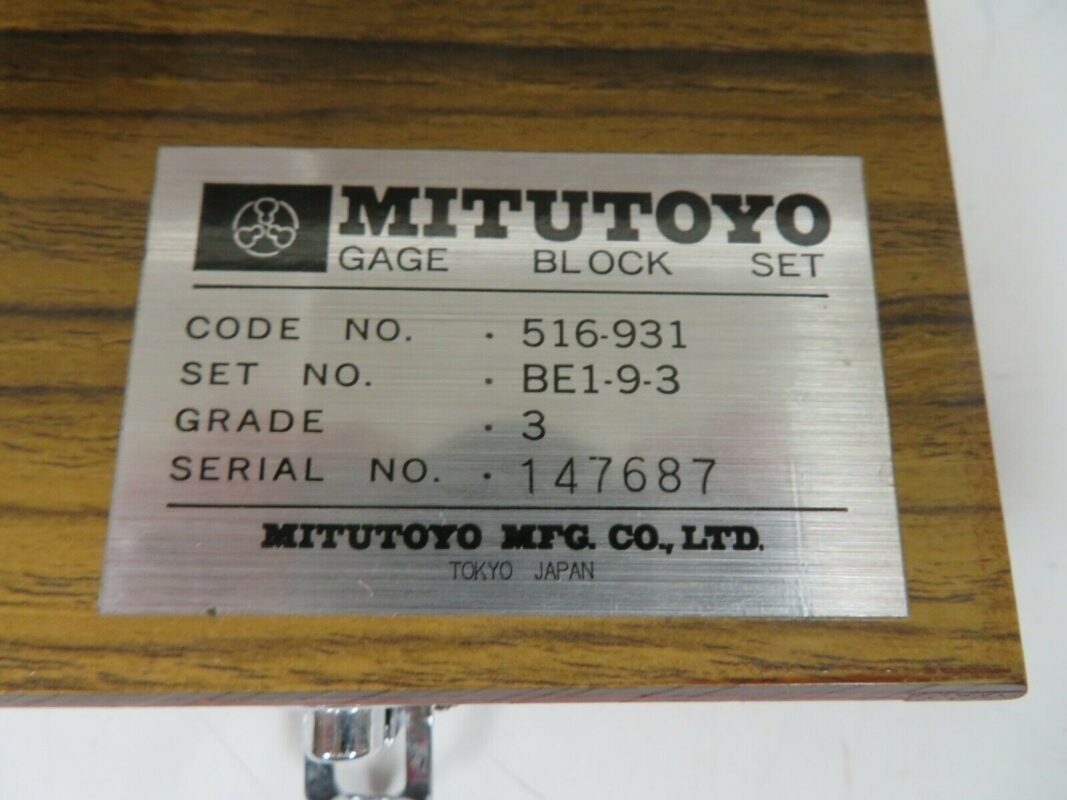 MITUTOYO
GAGE BLOCK SET
CODE NO. · 516-931
SET NO. · BE1-9-3
GRADE · 3
SERIAL NO. · 147687
MITUTOYO MFG. CO., LTD.
TOKYO JAPAN